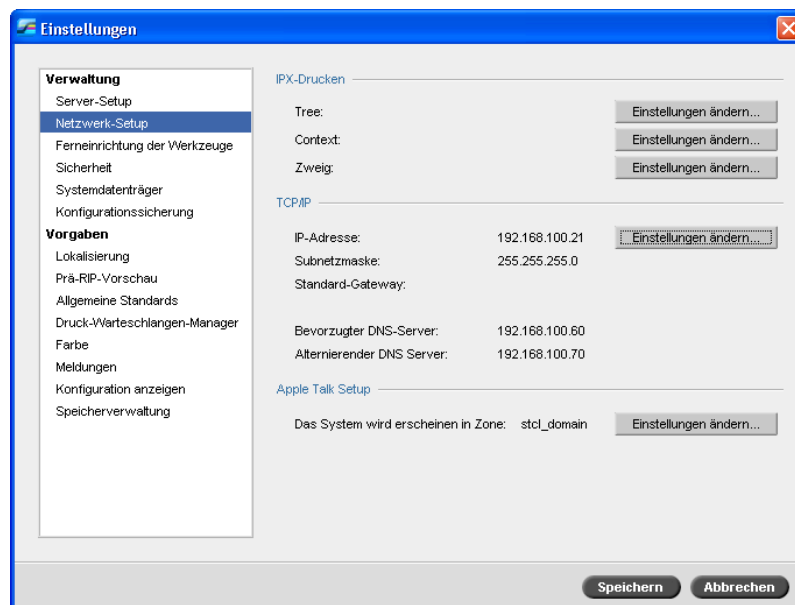 Einstellungen
Verwaltung
Server-Setup
Netzwerk-Setup
Ferneinrichtung der Werkzeuge
Sicherheit
Systemdatenträger
Konfigurationssicherung
Vorgaben
Lokalisierung
Prä-RIP-Vorschau
Allgemeine Standards
Druck-Warteschlangen-Manager
Farbe
Meldungen
Konfiguration anzeigen
Speicherverwaltung
IPX-Drucken
Tree: Einstellungen ändern...
Context: Einstellungen ändern...
Zweig: Einstellungen ändern...
TCP/IP
IP-Adresse: 192.168.100.21 Einstellungen ändern...
Subnetzmaske: 255.255.255.0
Standard-Gateway:
Bevorzugter DNS-Server: 192.168.100.60
Alternierender DNS Server: 192.168.100.70
Apple Talk Setup
Das System wird erscheinen in Zone: stcl_domain Einstellungen ändern...
Speichern Abbrechen